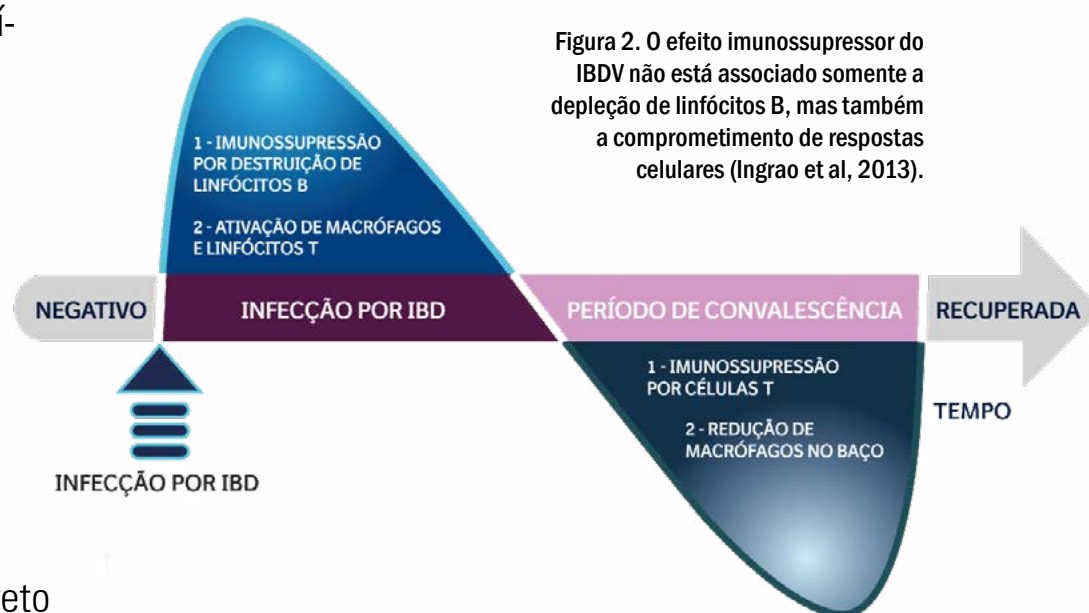 í-
Figura 2. O efeito imunossupressor do
IBDV não está associado somente a
depleção de linfócitos B, mas também
a comprometimento de respostas
celulares (Ingrao et al, 2013).
1 - IMUNOSSUPRESSÃO
POR DESTRUIÇÃO DE
LINFÓCITOS B
2 - ATIVAÇÃO DE MACRÓFAGOS
E LINFÓCITOS T
NEGATIVO
INFECÇÃO POR IBD
PERÍODO DE CONVALESCÊNCIA
RECUPERADA
1 - IMUNOSSUPRESSÃO
POR CÉLULAS T
2 - REDUÇÃO DE
MACRÓFAGOS NO BAÇO
TEMPO
INFECÇÃO POR IBD
eto